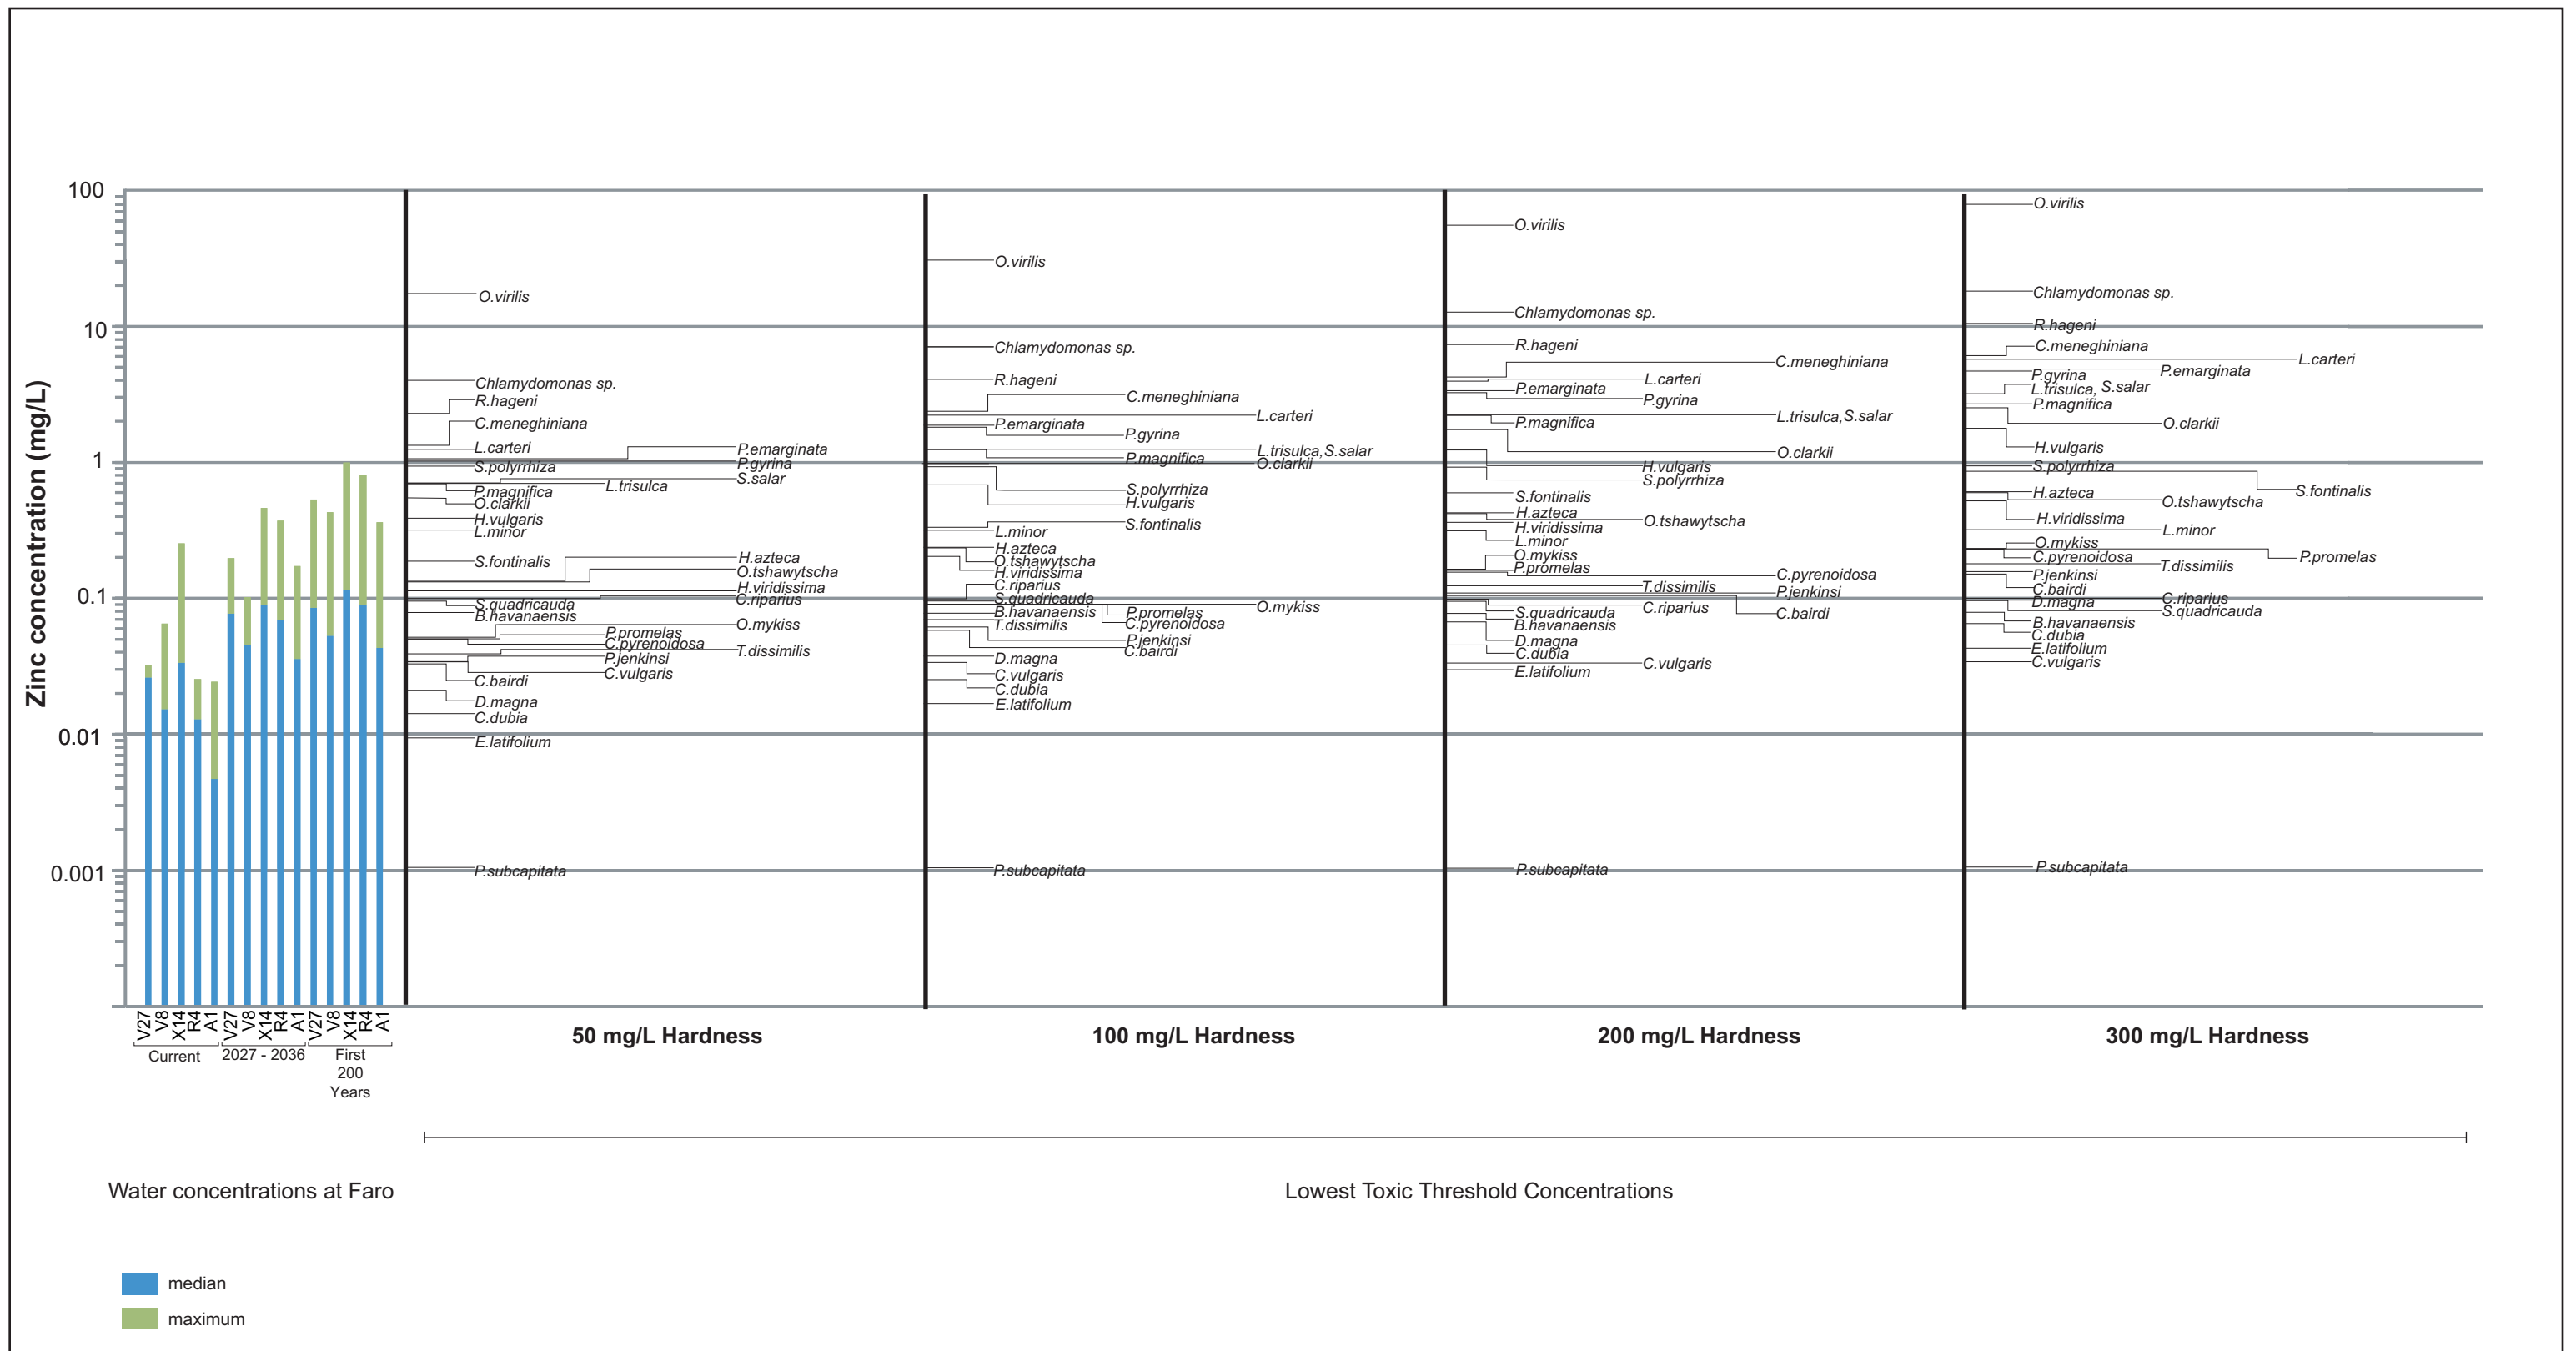 Zinc concentration (mg/L)
100
10
1
0.1
0.01
0.001
V27
V8
X14
R4
A1
V27
V8
X14
R4
A1
V27
V8
X14
R4
A1
Current
2027 - 2036
First
200
Years
O.virilis
Chlamydomonas sp.
R.hageni
C.meneghiniana
L.carteri
P.emarginata
P.gyrina
S.polyrrhiza
S.salar
L.trisulca
P.magnifica
O.clarkii
H.vulgaris
L.minor
S.fontinalis
H.azteca
O.tshawytscha
H.viridissima
C.riparius
S.quadricauda
B.havanaensis
O.mykiss
P.promelas
C.pyrenoidosa
T.dissimilis
P.jenkinsi
C.vulgaris
C.bairdi
D.magna
C.dubia
E.latifolium
P.subcapitata
50 mg/L Hardness
O.virilis
Chlamydomonas sp.
R.hageni
C.meneghiniana
L.carteri
P.emarginata
P.gyrina
L.trisulca,S.salar
P.magnifica
O.clarkii
S.polyrrhiza
H.vulgaris
S.fontinalis
L.minor
H.azteca
O.tshawytscha
H.viridissima
C.riparius
S.quadricauda
O.mykiss
B.havanaensis
P.promelas
C.pyrenoidosa
T.dissimilis
P.jenkinsi
C.bairdi
D.magna
C.vulgaris
C.dubia
E.latifolium
P.subcapitata
100 mg/L Hardness
O.virilis
Chlamydomonas sp.
R.hageni
C.meneghiniana
L.carteri
P.emarginata
P.gyrina
L.trisulca,S.salar
P.magnifica
O.clarkii
H.vulgaris
S.polyrrhiza
S.fontinalis
H.azteca
O.tshawytscha
H.viridissima
L.minor
O.mykiss
P.promelas
C.pyrenoidosa
T.dissimilis
P.jenkinsi
C.riparius
S.quadricauda
C.bairdi
B.havanaensis
D.magna
C.dubia
C.vulgaris
E.latifolium
P.subcapitata
200 mg/L Hardness
O.virilis
Chlamydomonas sp.
R.hageni
C.meneghiniana
L.carteri
P.emarginata
P.gyrina
L.trisulca, S.salar
P.magnifica
O.clarkii
H.vulgaris
S.polyrrhiza
S.fontinalis
H.azteca
O.tshawytscha
H.viridissima
L.minor
O.mykiss
C.pyrenoidosa
P.promelas
T.dissimilis
P.jenkinsi
C.bairdi
C.riparius
D.magna
S.quadricauda
B.havanaensis
C.dubia
E.latifolium
C.vulgaris
P.subcapitata
300 mg/L Hardness
Water concentrations at Faro
Lowest Toxic Threshold Concentrations
median
maximum